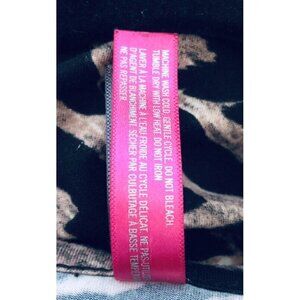 MACHINE WASH COLD, GENTLE CYCLE. DO NOT BLEACH.
TUMBLE DRY WITH LOW HEAT. DO NOT IRON
LAVER À LA MACHINE À L'EAU FROIDE AU CYCLE DÉLICAT. NE PAS
D'AGENT DE BLANCHIMENT. SÉCHER PAR CULBUTAGE À BASSE
NE PAS REPASSER.